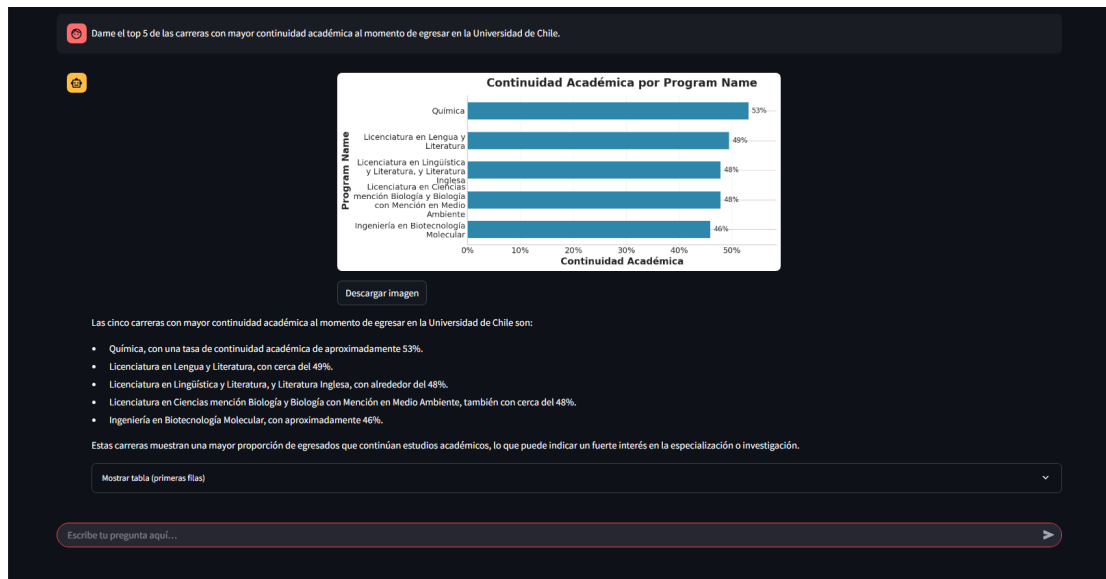 Dame el top 5 de las carreras con mayor continuidad académica al momento de egresar en la Universidad de Chile.
Continuidad Académica por Program Name
Program Name
Química
53%
Licenciatura en Lengua y
Literatura
49%
Licenciatura en Lingüística
y Literatura, y Literatura
Inglesa
48%
Licenciatura en Ciencias
mención Biología y Biología
con Mención en Medio
Ambiente
48%
Ingeniería en Biotecnología
Molecular
46%
0% 10% 20% 30% 40% 50%
Continuidad Académica
Descargar imagen
Las cinco carreras con mayor continuidad académica al momento de egresar en la Universidad de Chile son:
• Química, con una tasa de continuidad académica de aproximadamente 53%.
• Licenciatura en Lengua y Literatura, con cerca del 49%.
• Licenciatura en Lingüística y Literatura, y Literatura Inglesa, con alrededor del 48%.
• Licenciatura en Ciencias mención Biología y Biología con Mención en Medio Ambiente, también con cerca del 48%.
• Ingeniería en Biotecnología Molecular, con aproximadamente 46%.
Estas carreras muestran una mayor proporción de egresados que continúan estudios académicos, lo que puede indicar un fuerte interés en la especialización o investigación.
Mostrar tabla (primeras filas)
Escribe tu pregunta aquí...